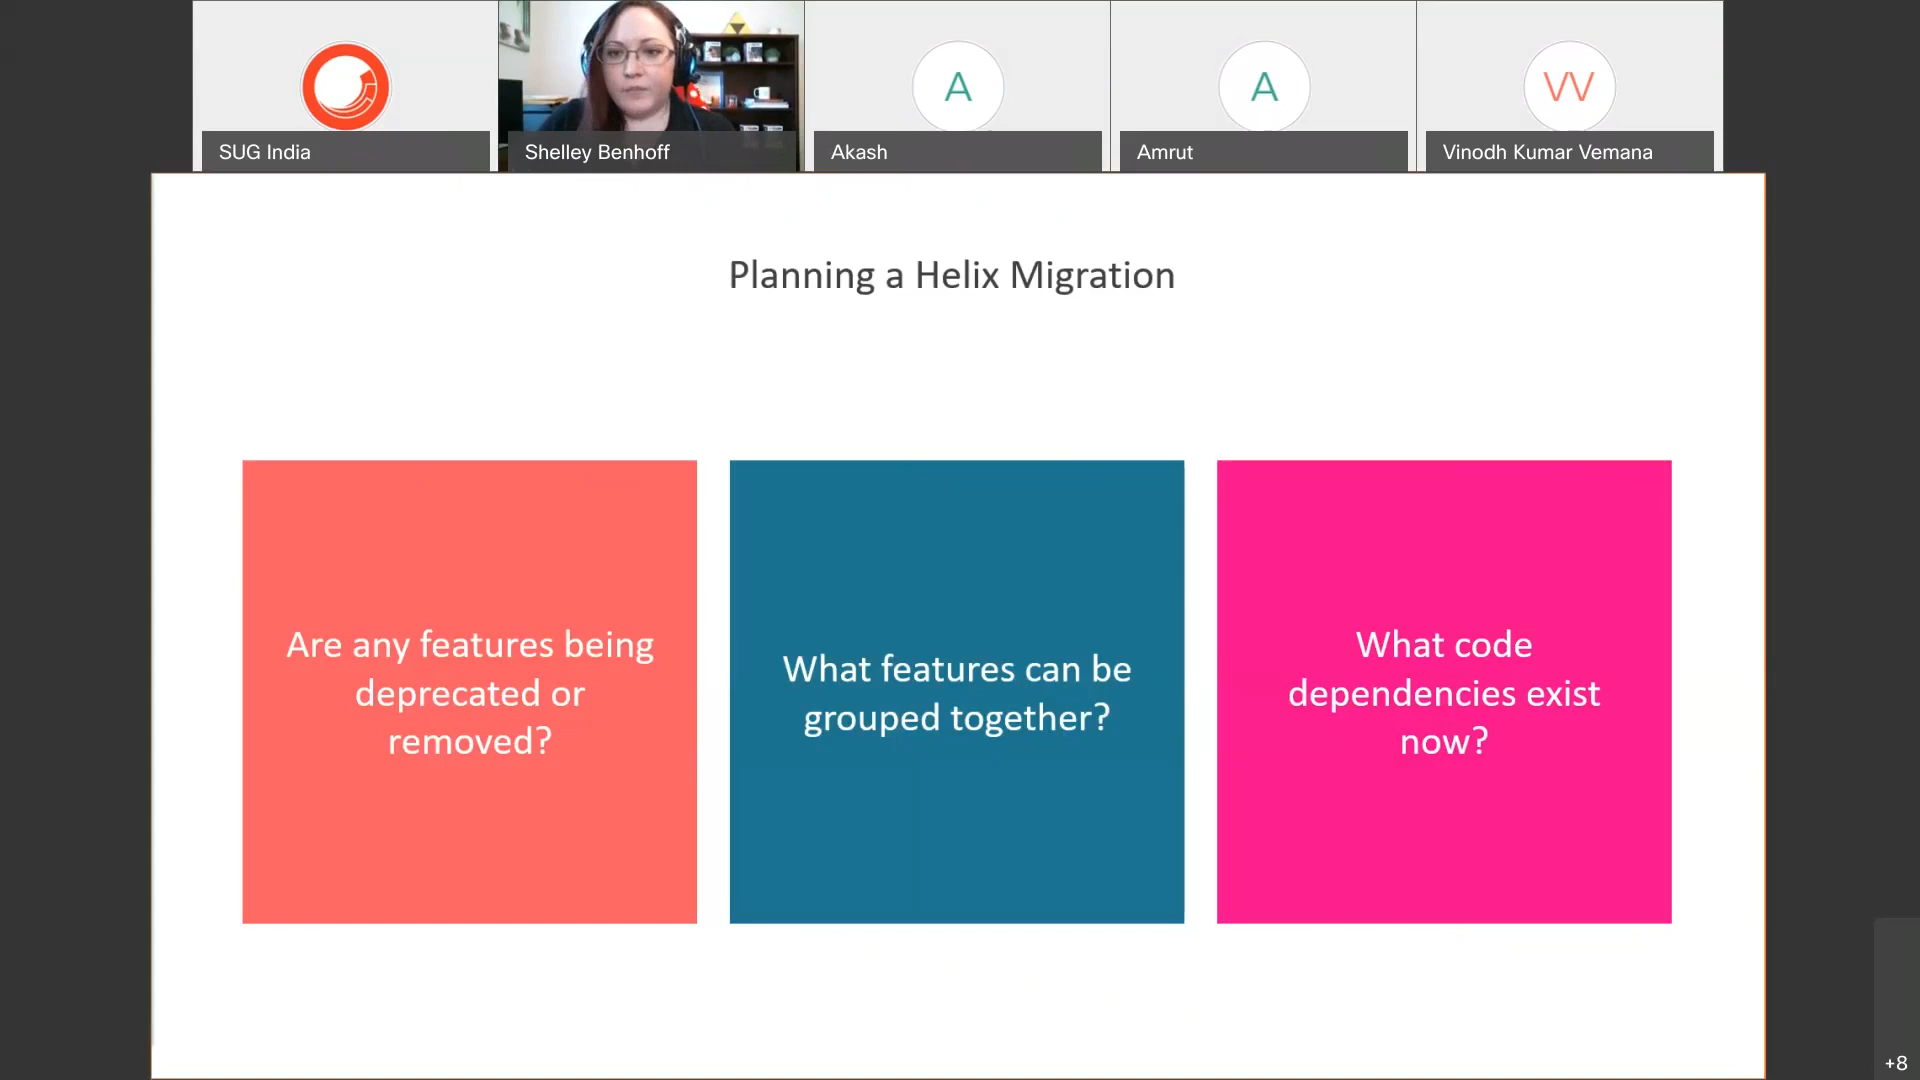 A
A
VV
SUG India
Shelley Benhoff
Akash
Amrut
Vinodh Kumar Vemana
Planning a Helix Migration
Are any features being
deprecated or
removed?
What features can be
grouped together?
What code
dependencies exist
now?
+8